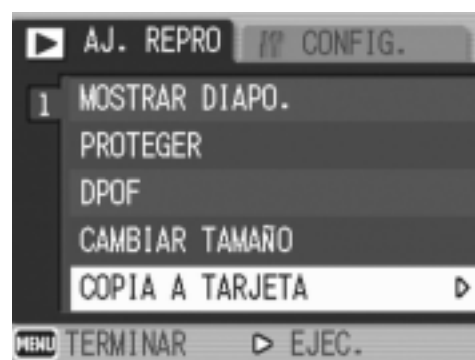 AJ. REPRO CONFIG.
1 MOSTRAR DIAPO.
PROTEGER
DPOF
CAMBIAR TAMAÑO
COPIA A TARJETA
MENU TERMINAR EJEC.